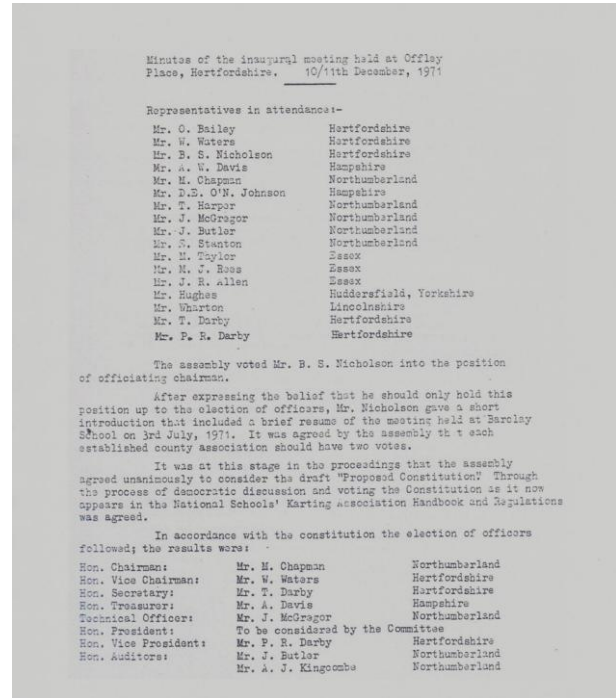 Minutes of the inaugural meeting held at Offley
Place, Hertfordshire. 10/11th December, 1971
Representatives in attendance:-
Mr. O. Bailey Hertfordshire
Mr. W. Waters Hertfordshire
Mr. B. S. Nicholson Hertfordshire
Mr. A. W. Davis Hampshire
Mr. M. Chapman Northumberland
Mr. D.E. O'N. Johnson Hampshire
Mr. T. Harper Northumberland
Mr. J. McGregor Northumberland
Mr. J. Butler Northumberland
Mr. S. Stanton Northumberland
Mr. M. Taylor Essex
Mr. M. J. Rees Essex
Mr. J. R. Allen Essex
Mr. Hughes Huddersfield, Yorkshire
Mr. Wharton Lincolnshire
Mr. T. Darby Hertfordshire
Mr. P. R. Darby Hertfordshire
The assembly voted Mr. B. S. Nicholson into the position
of officiating chairman.
After expressing the belief that he should only hold this
position up to the election of officers, Mr. Nicholson gave a short
introduction that included a brief resume of the meeting held at Barclay
School on 3rd July, 1971. It was agreed by the assembly th t each
established county association should have two votes.
It was at this stage in the proceedings that the assembly
agreed unanimously to consider the draft "Proposed Constitution". Through
the process of democratic discussion and voting the Constitution as it now
appears in the National Schools' Karting Association Handbook and Regulations
was agreed.
In accordance with the constitution the election of officers
followed; the results were: -
Hon. Chairman: Mr. M. Chapman Northumberland
Hon. Vice Chairman: Mr. W. Waters Hertfordshire
Hon. Secretary: Mr. T. Darby Hertfordshire
Hon. Treasurer: Mr. A. Davis Hampshire
Technical Officer: Mr. J. McGregor Northumberland
Hon. President: To be considered by the Committee
Hon. Vice President: Mr. P. R. Darby Hertfordshire
Hon. Auditors: Mr. J. Butler Northumberland
Mr. A. J. Kingcombe Northumberland